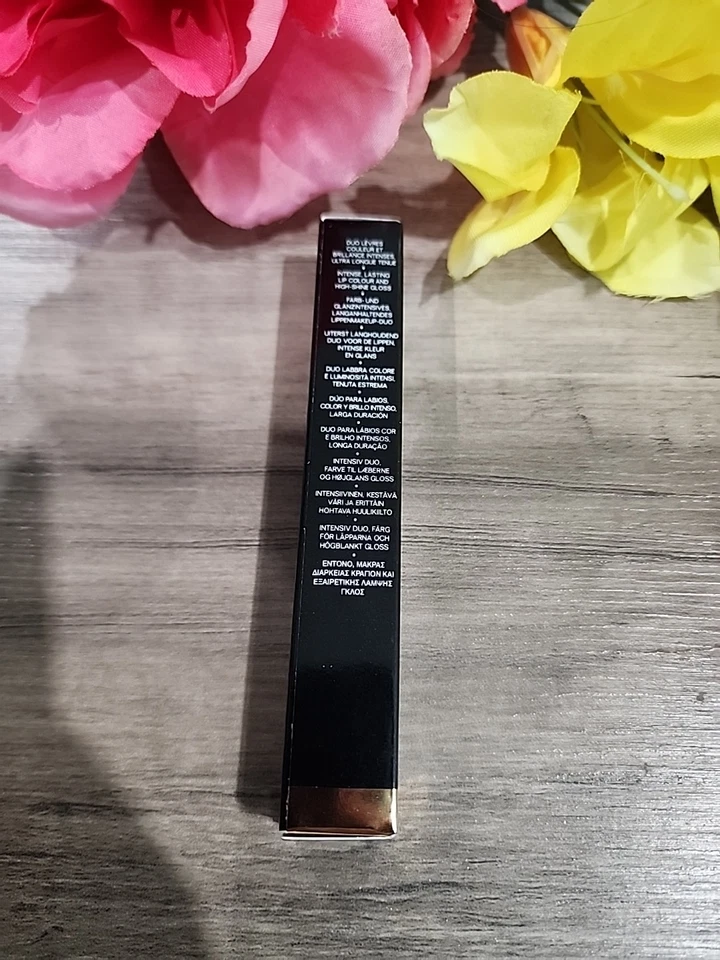 DUO LÈVRES
COULEUR ET
BRILLANCE INTENSES,
ULTRA LONGUE TENUE
INTENSE, LASTING
LIP COLOUR AND
HIGH-SHINE GLOSS
FARB- UND
GLANZINTENSIVES,
LANGANHALTENDES
LIPPENMAKEUP-DUO
UITERST LANGHOUDEND
DUO VOOR DE LIPPEN,
INTENSE KLEUR
EN GLANS
DUO LABBRA COLORE
E LUMINOSITÀ INTENSI,
TENUTA ESTREMA
DÚO PARA LABIOS,
COLOR Y BRILLO INTENSO,
LARGA DURACIÓN
DUO PARA LÁBIOS COR
E BRILHO INTENSOS,
LONGA DURAÇÃO
INTENSIV DUO,
FARVE TIL LÆBERNE
OG HØJGLANS GLOSS
INTENSIIVINEN, KESTÄVÄ
VÄRI JA ERITTÄIN
HOHTAVA HUULIKIILTO
INTENSIV DUO, FÄRG
FÖR LÄPPARNA OCH
HÖGBLANKT GLOSS
ΕΝΤΟΝΟ, ΜΑΚΡΑΣ
ΔΙΑΡΚΕΙΑΣ ΚΡΑΓΙΟΝ ΚΑΙ
ΕΞΑΙΡΕΤΙΚΗΣ ΛΑΜΨΗΣ
ΓΚΛΟΣ